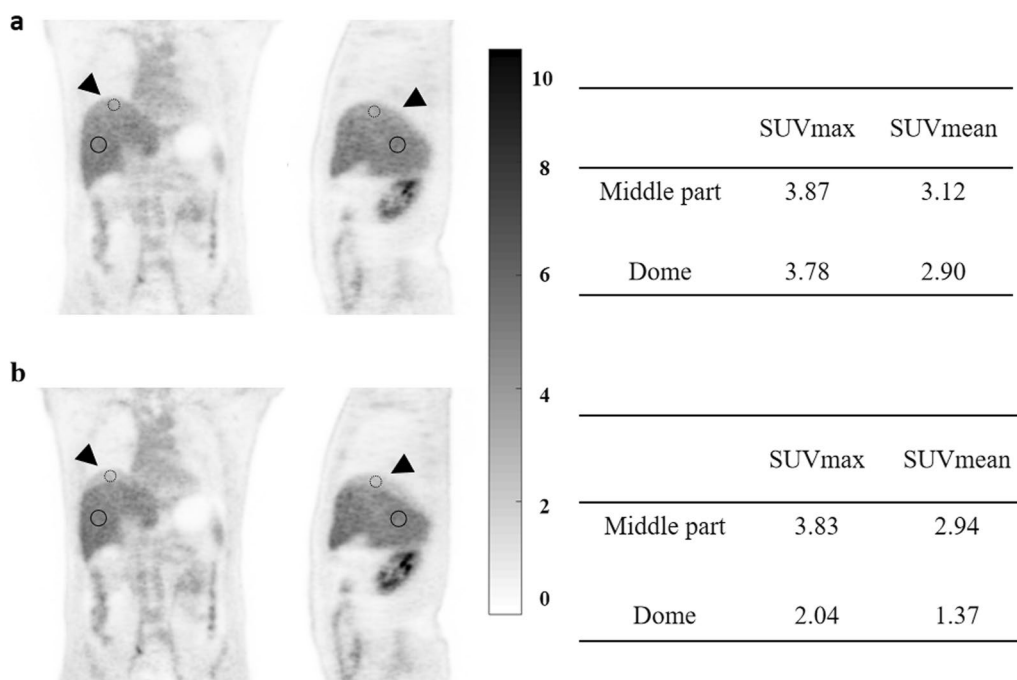 a
10
8
6
4
2
0
SUVmax SUVmean
Middle part 3.87 3.12
Dome 3.78 2.90
b
SUVmax SUVmean
Middle part 3.83 2.94
Dome 2.04 1.37